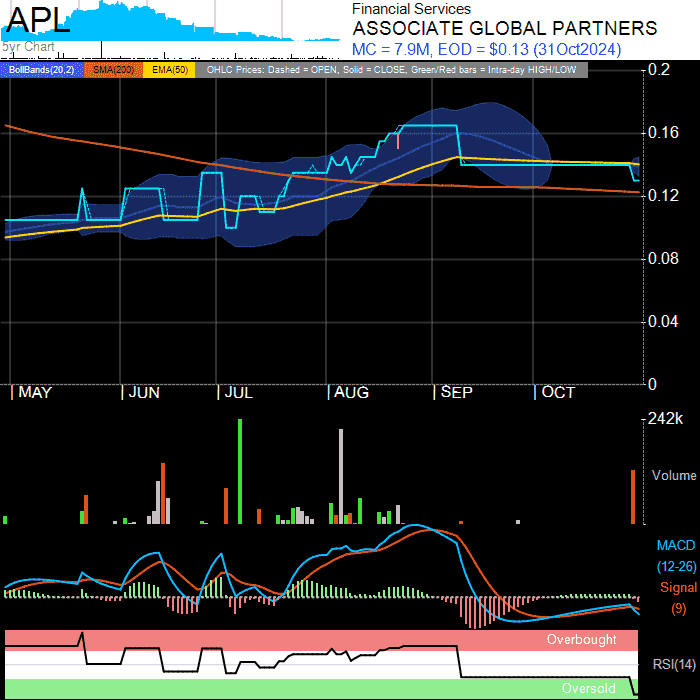 APL
5yr Chart
Financial Services
ASSOCIATE GLOBAL PARTNERS
MC = 7.9M, EOD = $0.13 (31Oct2024)
BollBands(20,2) SMA(200) EMA(50) OHLC Prices: Dashed = OPEN, Solid = CLOSE, Green/Red bars = Intra-day HIGH/LOW
0.2
0.16
0.12
0.08
0.04
0
MAY JUN JUL AUG SEP OCT
242k
Volume
MACD
(12-26)
Signal
(9)
Overbought
RSI(14)
Oversold